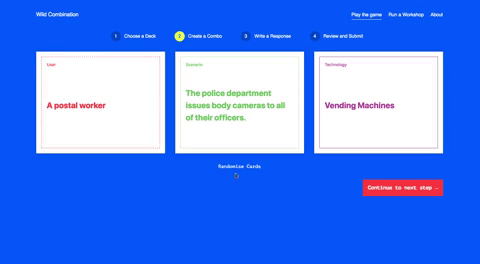 Wild Combination
Play the game
Run a Workshop
About
1 Choose a Deck
2 Create a Combo
3 Write a Response
4 Review and Submit
User
A postal worker
Scenario
The police department
issues body cameras to all
of their officers.
Technology
Vending Machines
Randomise Cards
Continue to next step →